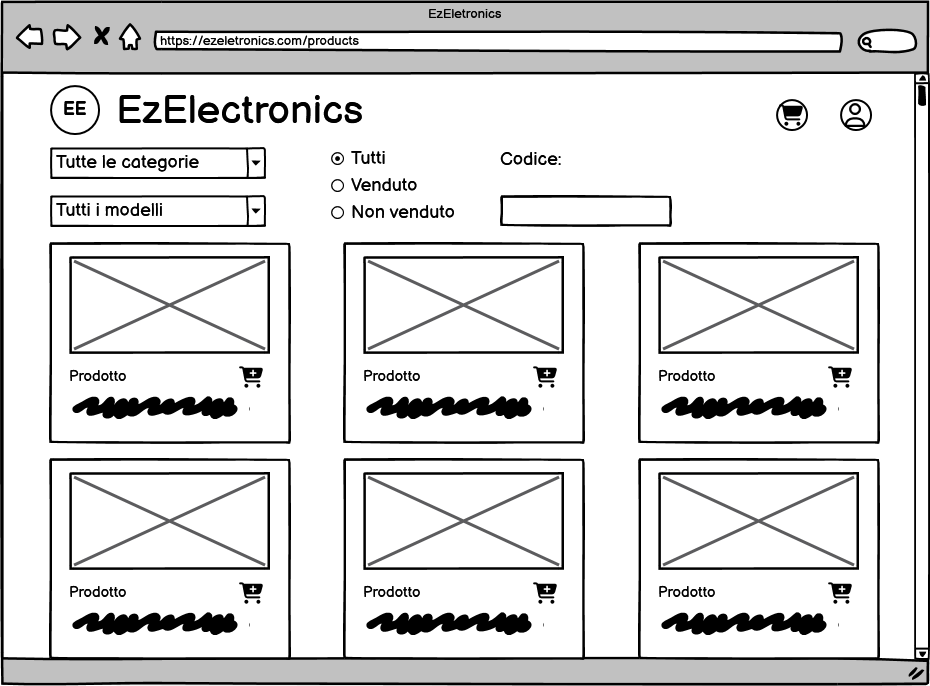 EzEletronics
https://ezeletronics.com/products
EE
EzElectronics
Tutte le categorie
Tutti i modelli
Tutti
Venduto
Non venduto
Codice:
Prodotto
Prodotto
Prodotto
Prodotto
Prodotto
Prodotto